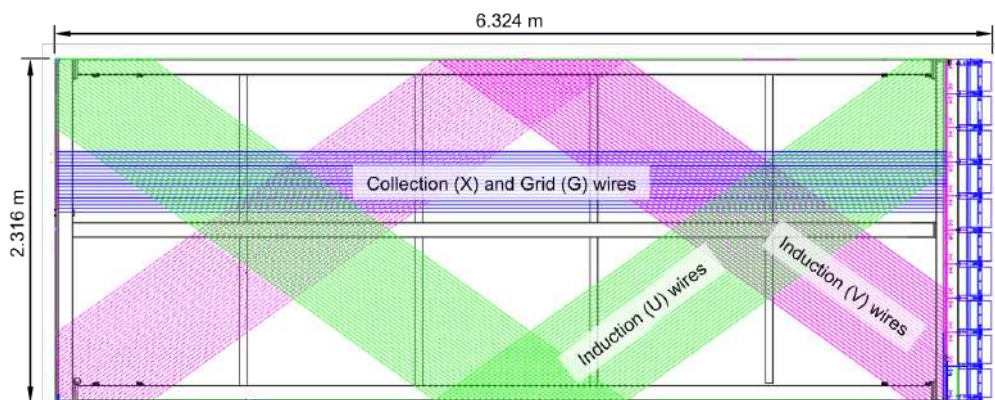 6.324 m
2.316 m
Collection (X) and Grid (G) wires
Induction (U) wires
Induction (V) wires